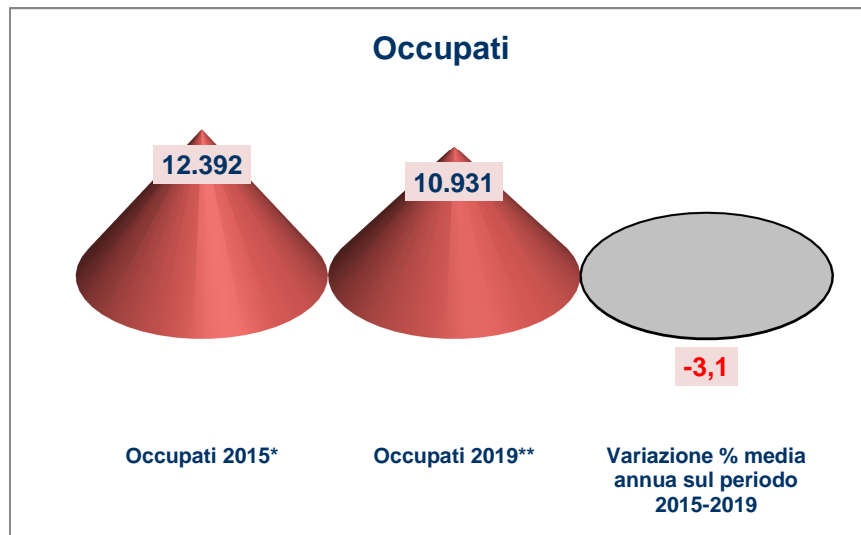 Occupati
12.392
10.931
-3,1
Occupati 2015*
Occupati 2019**
Variazione % media
annua sul periodo
2015-2019